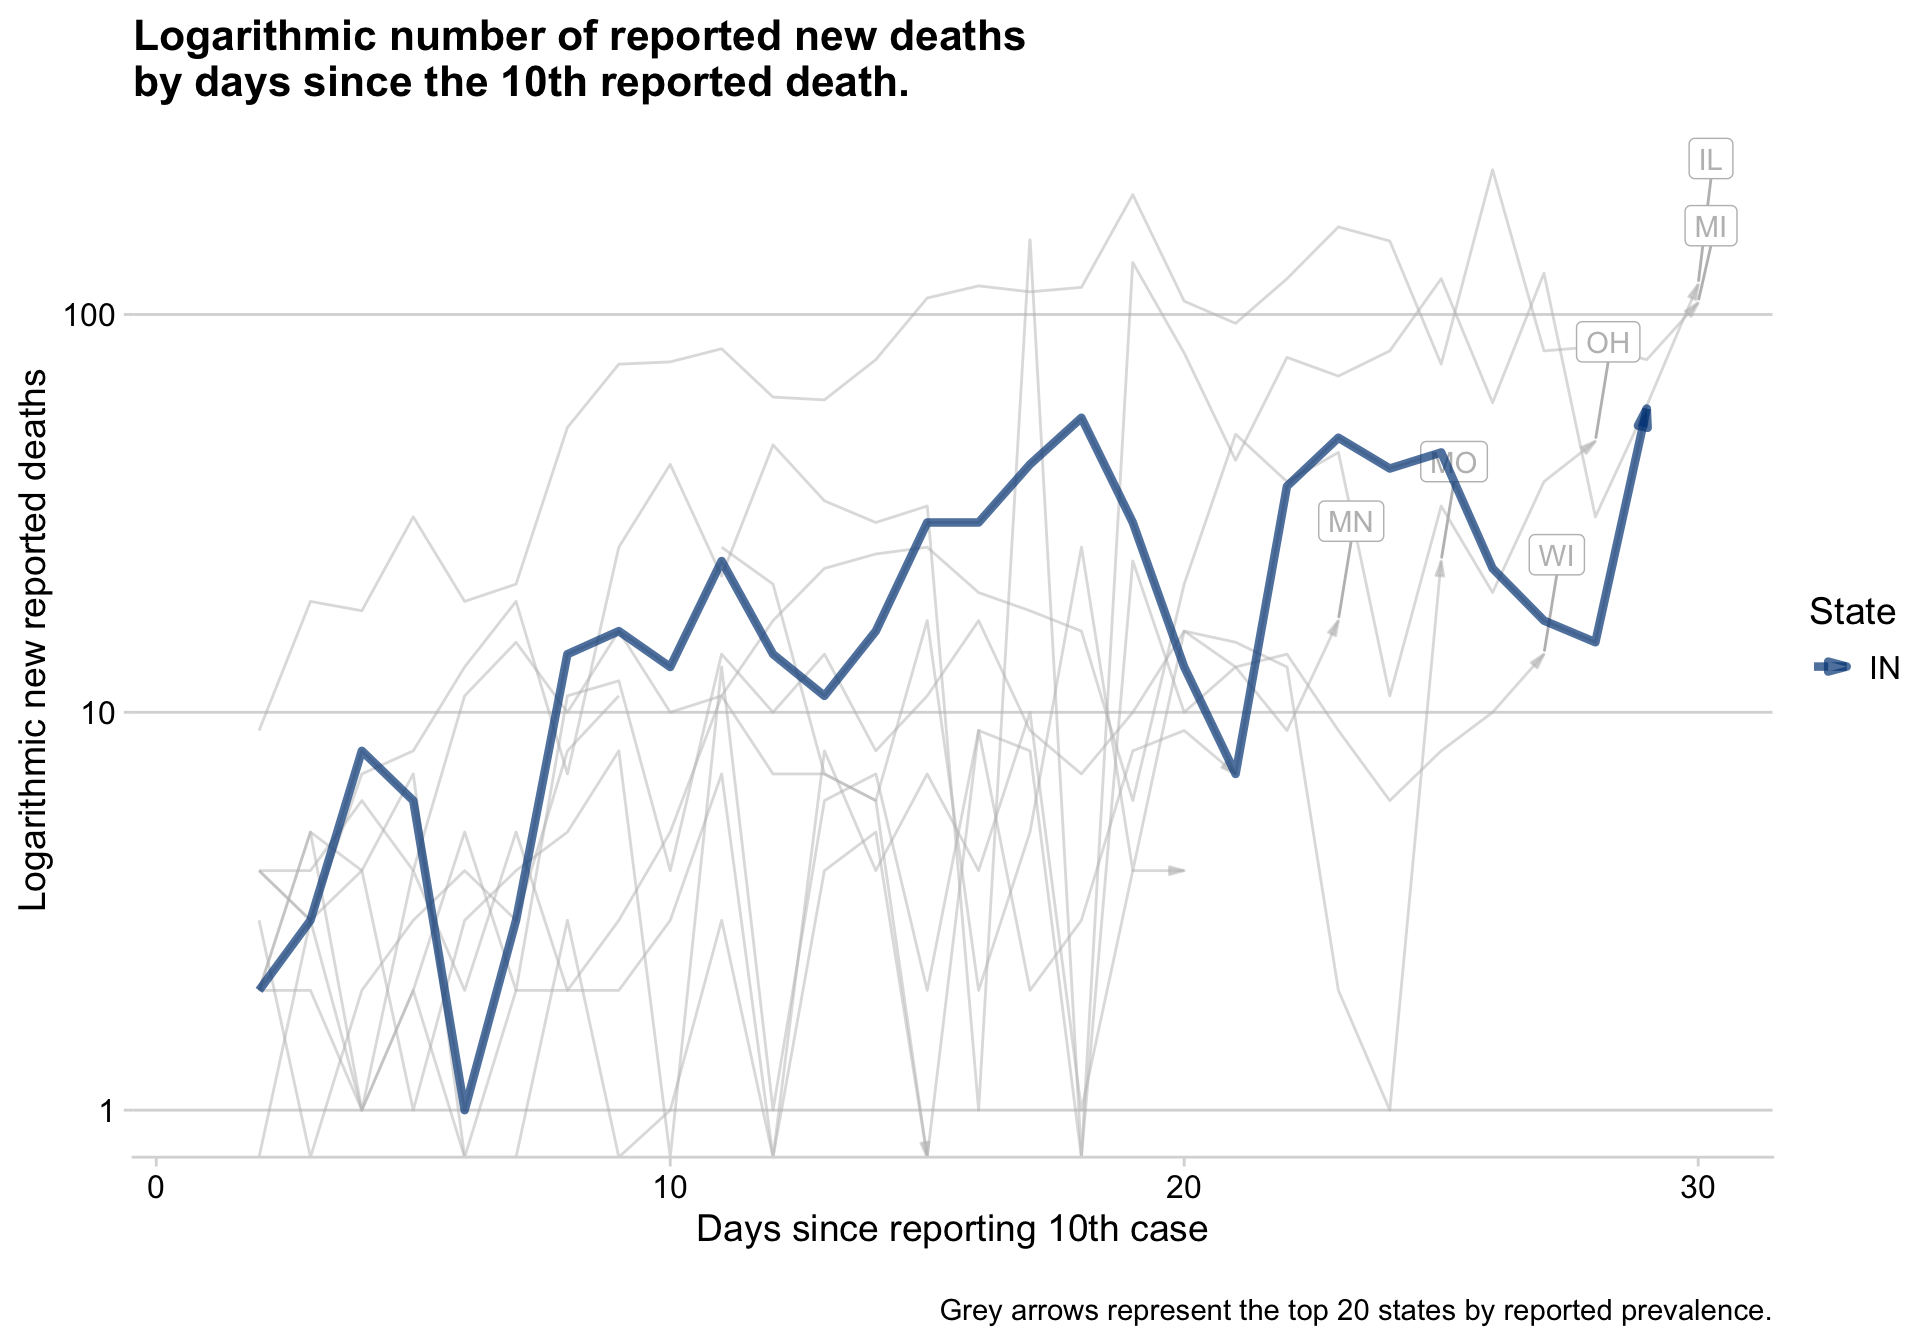 Logarithmic number of reported new deaths
by days since the 10th reported death.
IL
MI
100
OH
MO
MN
WI
Logarithmic new reported deaths
State
IN
10
1
0
10
20
30
Days since reporting 10th case
Grey arrows represent the top 20 states by reported prevalence.